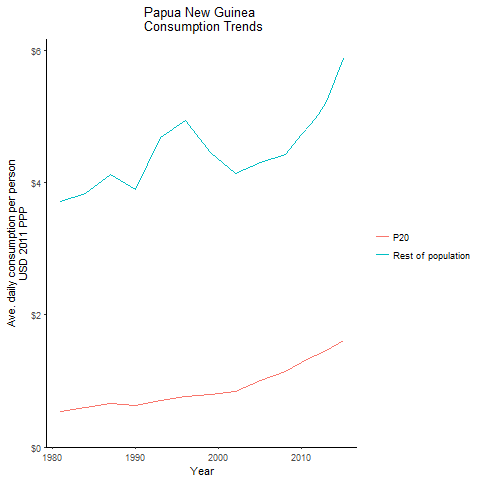 Papua New Guinea
Consumption Trends
$6
$4
$2
$0
Ave. daily consumption per person
USD 2011 PPP
1980
1990
2000
2010
Year
P20
Rest of population